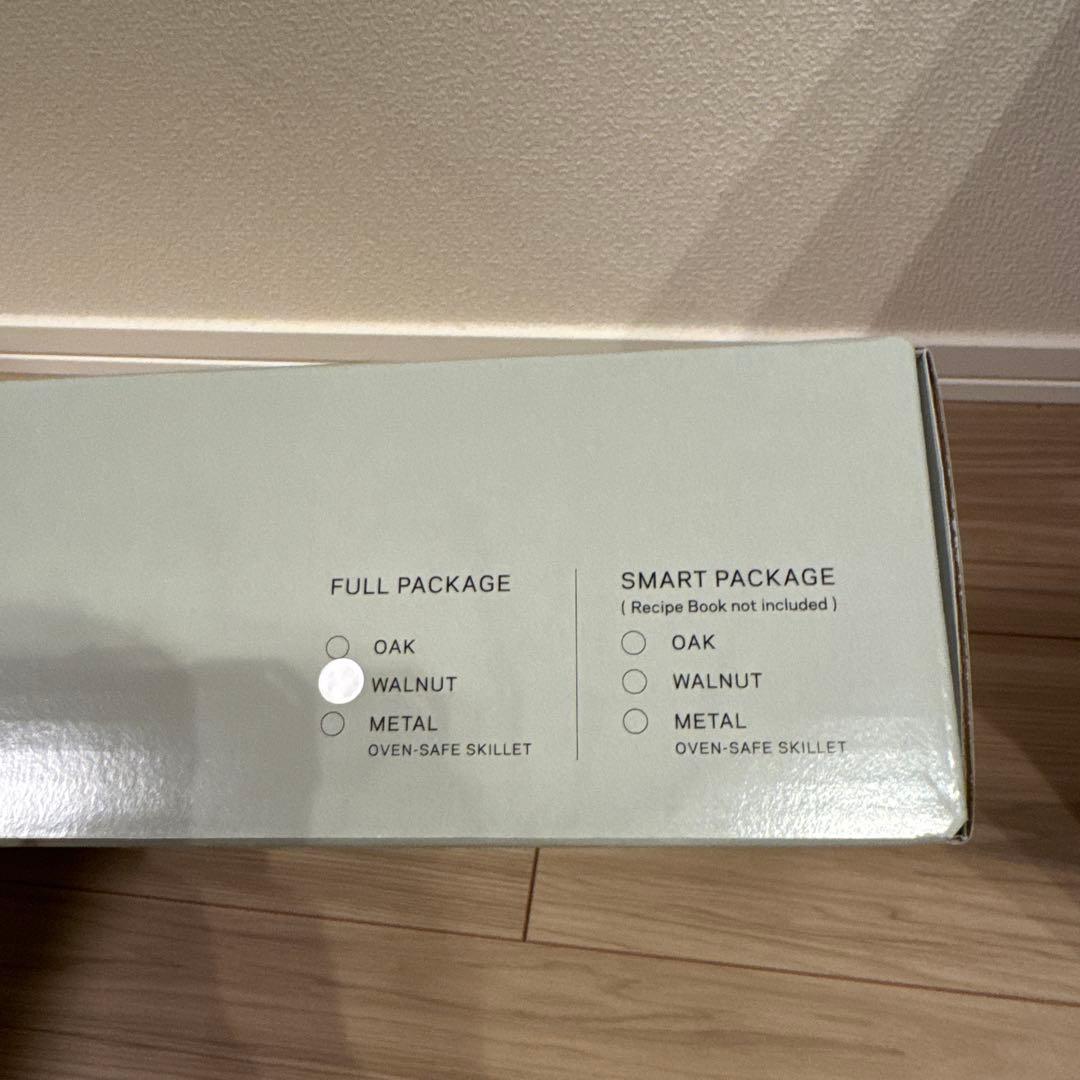 FULL PACKAGE
OAK
WALNUT
METAL
OVEN-SAFE SKILLET
SMART PACKAGE
( Recipe Book not included )
OAK
WALNUT
METAL
OVEN-SAFE SKILLET